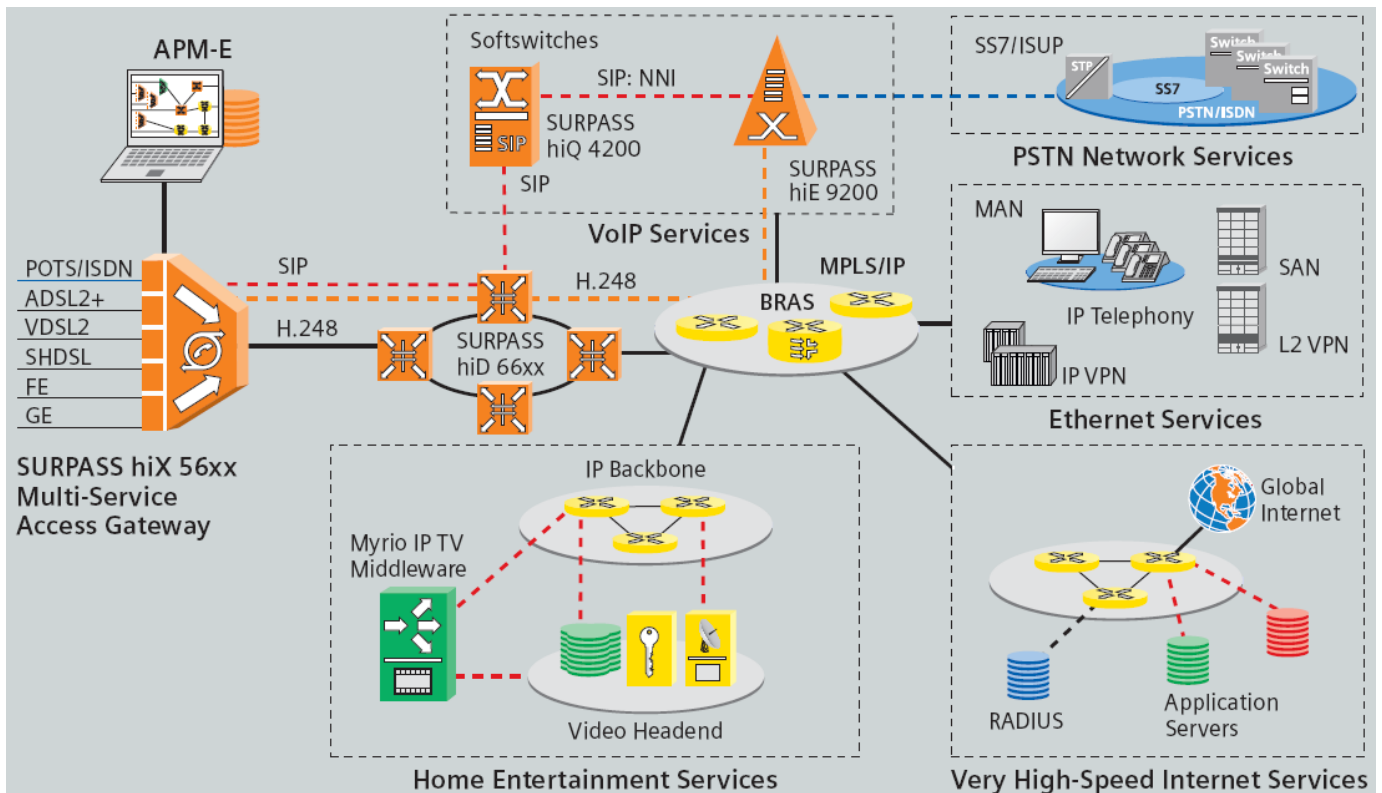 APM-E
Softswitches
SIP: NNI
SIP
SURPASS
hiQ 4200
SIP
SURPASS
hiE 9200
VoIP Services
SS7/ISUP
STP
SS7
Switch
Switch
Switch
PSTN/ISDN
PSTN Network Services
POTS/ISDN
ADSL2+
VDSL2
SHDSL
FE
GE
SIP
H.248
H.248
SURPASS
hiD 66xx
MPLS/IP
BRAS
SURPASS hiX 56xx
Multi-Service
Access Gateway
MAN
IP Telephony
SAN
L2 VPN
IP VPN
Ethernet Services
IP Backbone
Myrio IP TV
Middleware
Video Headend
Home Entertainment Services
Global
Internet
RADIUS
Application
Servers
Very High-Speed Internet Services